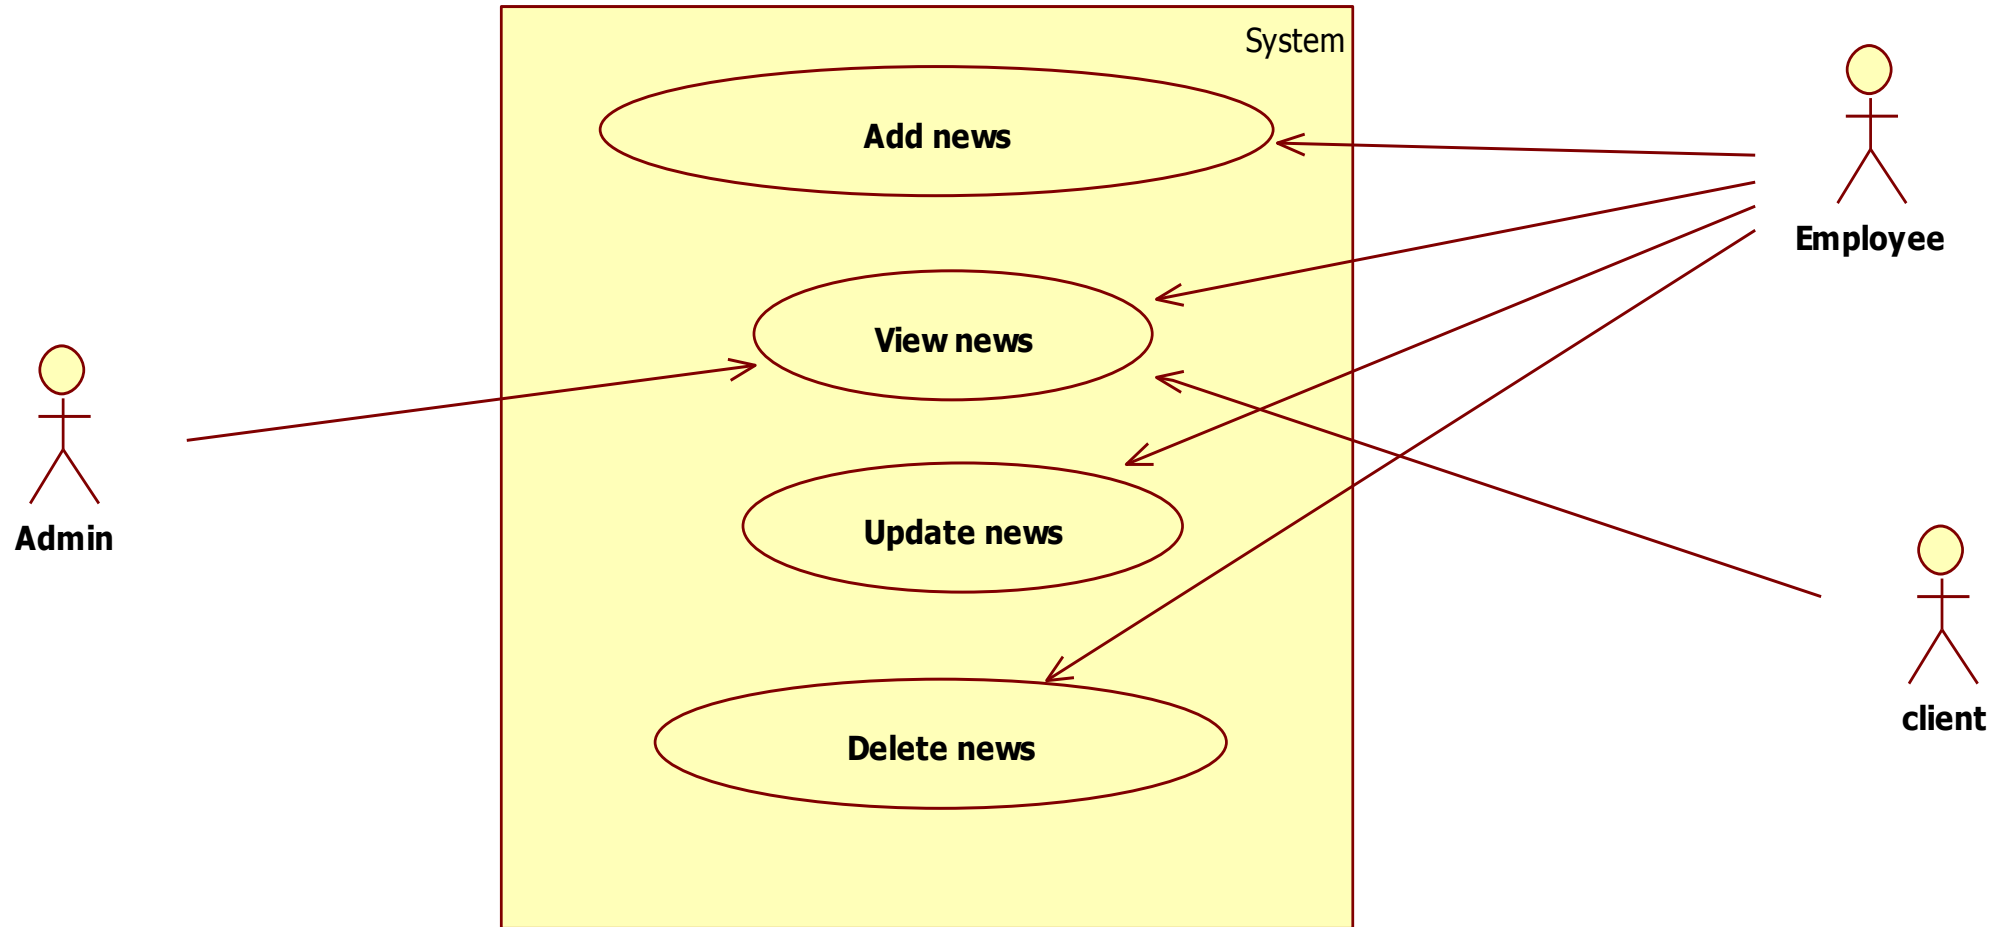 System
Add news
Employee
View news
Admin
Update news
client
Delete news